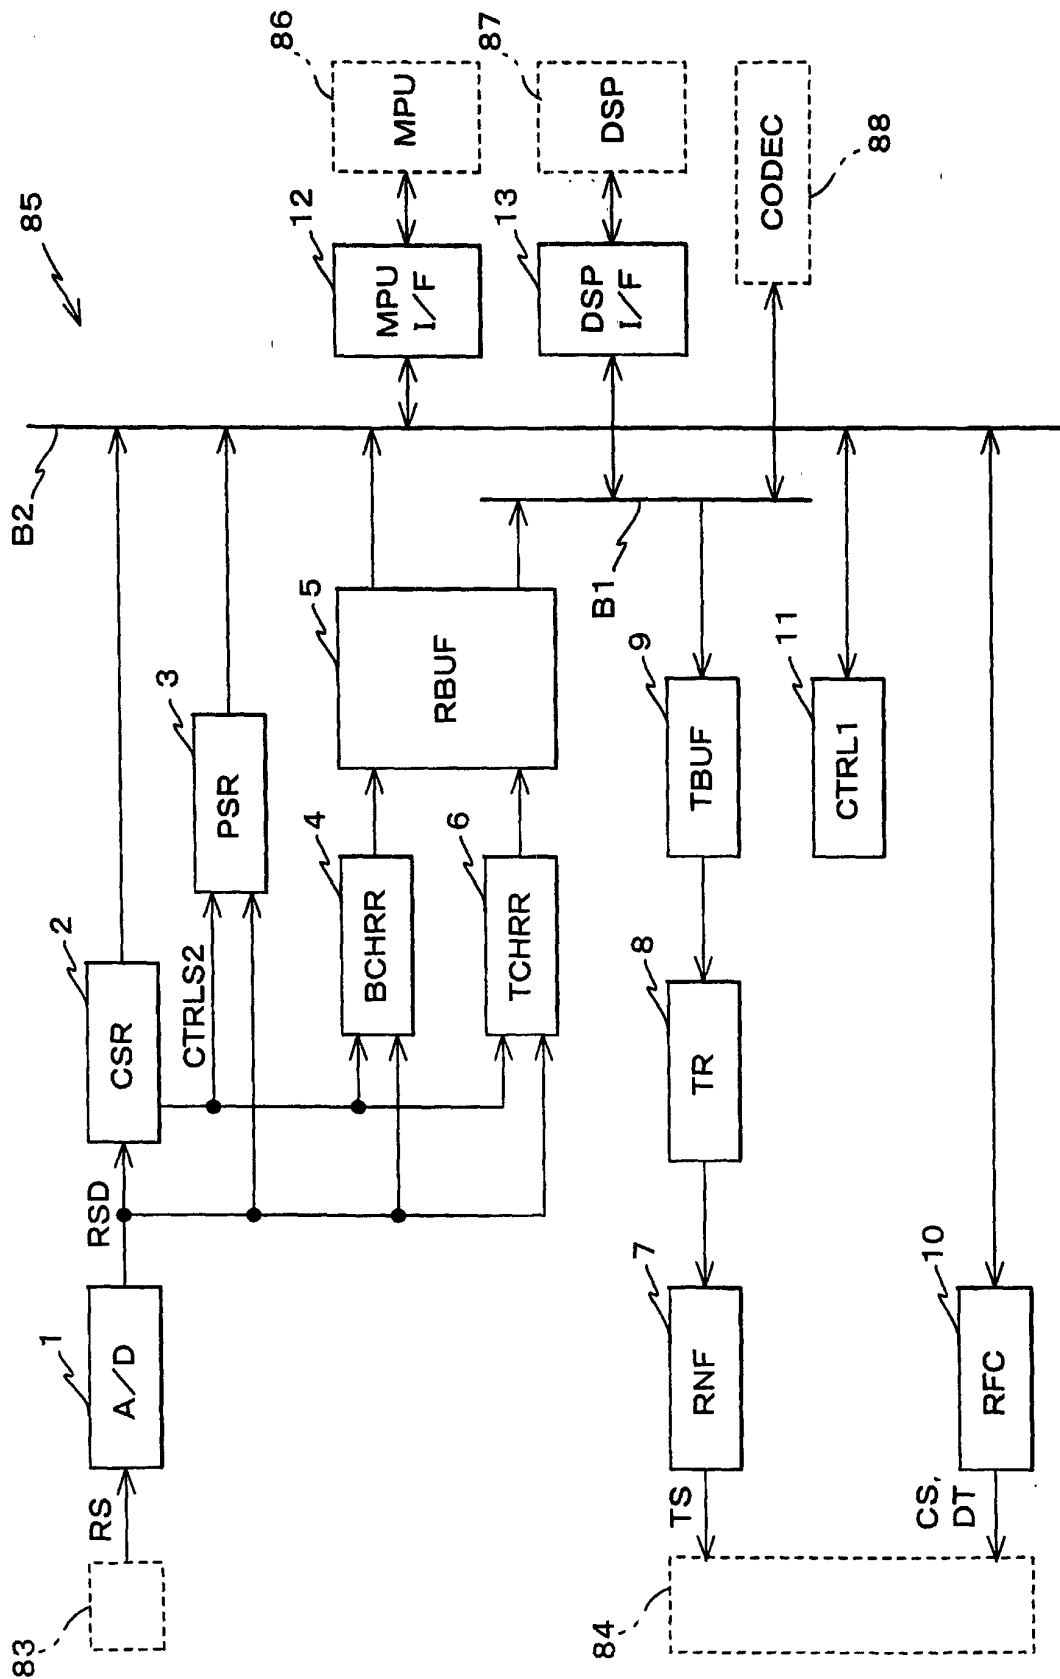 85
B2
83
RS
1
A/D
RSD
2
CSR
CTRLS2
3
PSR
4
BCHRR
5
RBUF
6
TCHRR
12
MPU
I/F
86
MPU
13
DSP
I/F
87
DSP
CODEC
88
B1
84
TS
7
RNF
8
TR
9
TBUF
11
CTRL1
CS,
DT
10
RFC